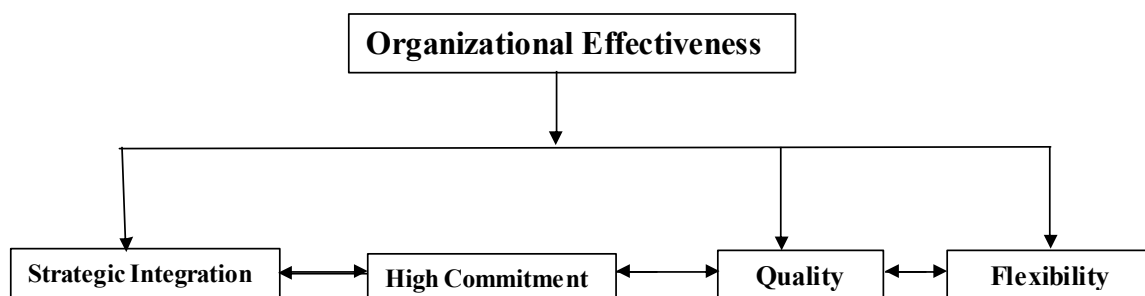 Organizational Effectiveness
Strategic Integration
High Commitment
Quality
Flexibility